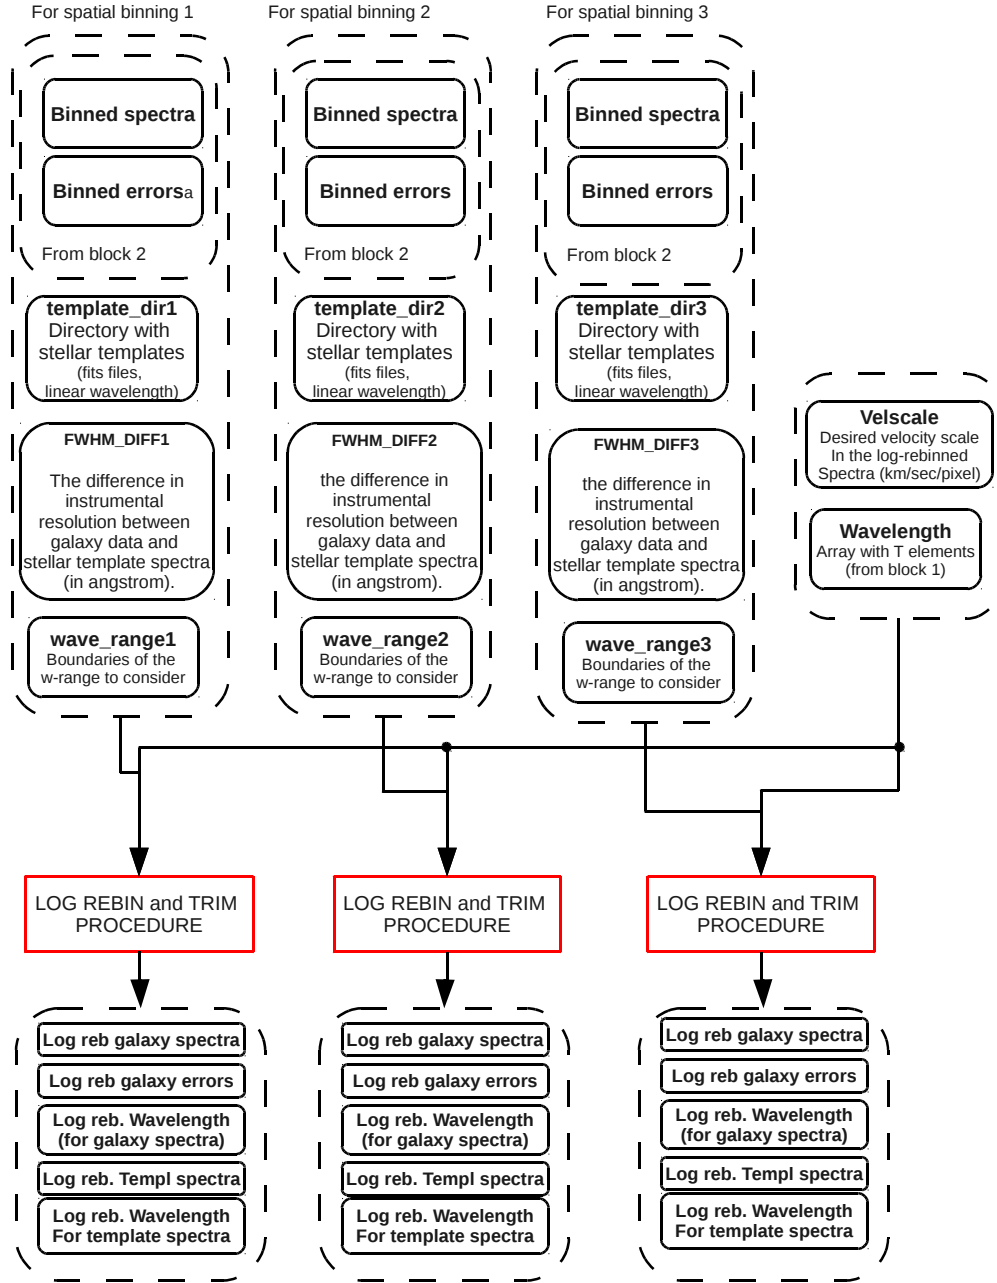 For spatial binning 1
For spatial binning 2
For spatial binning 3
Binned spectra
Binned errorsa
From block 2
template_dir1
Directory with
stellar templates
(fits files,
linear wavelength)
FWHM_DIFF1
The difference in
instrumental
resolution between
galaxy data and
stellar template spectra
(in angstrom).
wave_range1
Boundaries of the
w-range to consider
Binned spectra
Binned errors
From block 2
template_dir2
Directory with
stellar templates
(fits files,
linear wavelength)
FWHM_DIFF2
the difference in
instrumental
resolution between
galaxy data and
stellar template spectra
(in angstrom).
wave_range2
Boundaries of the
w-range to consider
Binned spectra
Binned errors
From block 2
template_dir3
Directory with
stellar templates
(fits files,
linear wavelength)
FWHM_DIFF3
the difference in
instrumental
resolution between
galaxy data and
stellar template spectra
(in angstrom).
wave_range3
Boundaries of the
w-range to consider
Velscale
Desired velocity scale
In the log-rebinned
Spectra (km/sec/pixel)
Wavelength
Array with T elements
(from block 1)
LOG REBIN and TRIM
PROCEDURE
LOG REBIN and TRIM
PROCEDURE
LOG REBIN and TRIM
PROCEDURE
Log reb galaxy spectra
Log reb galaxy errors
Log reb. Wavelength
(for galaxy spectra)
Log reb. Templ spectra
Log reb. Wavelength
For template spectra
Log reb galaxy spectra
Log reb galaxy errors
Log reb. Wavelength
(for galaxy spectra)
Log reb. Templ spectra
Log reb. Wavelength
For template spectra
Log reb galaxy spectra
Log reb galaxy errors
Log reb. Wavelength
(for galaxy spectra)
Log reb. Templ spectra
Log reb. Wavelength
For template spectra